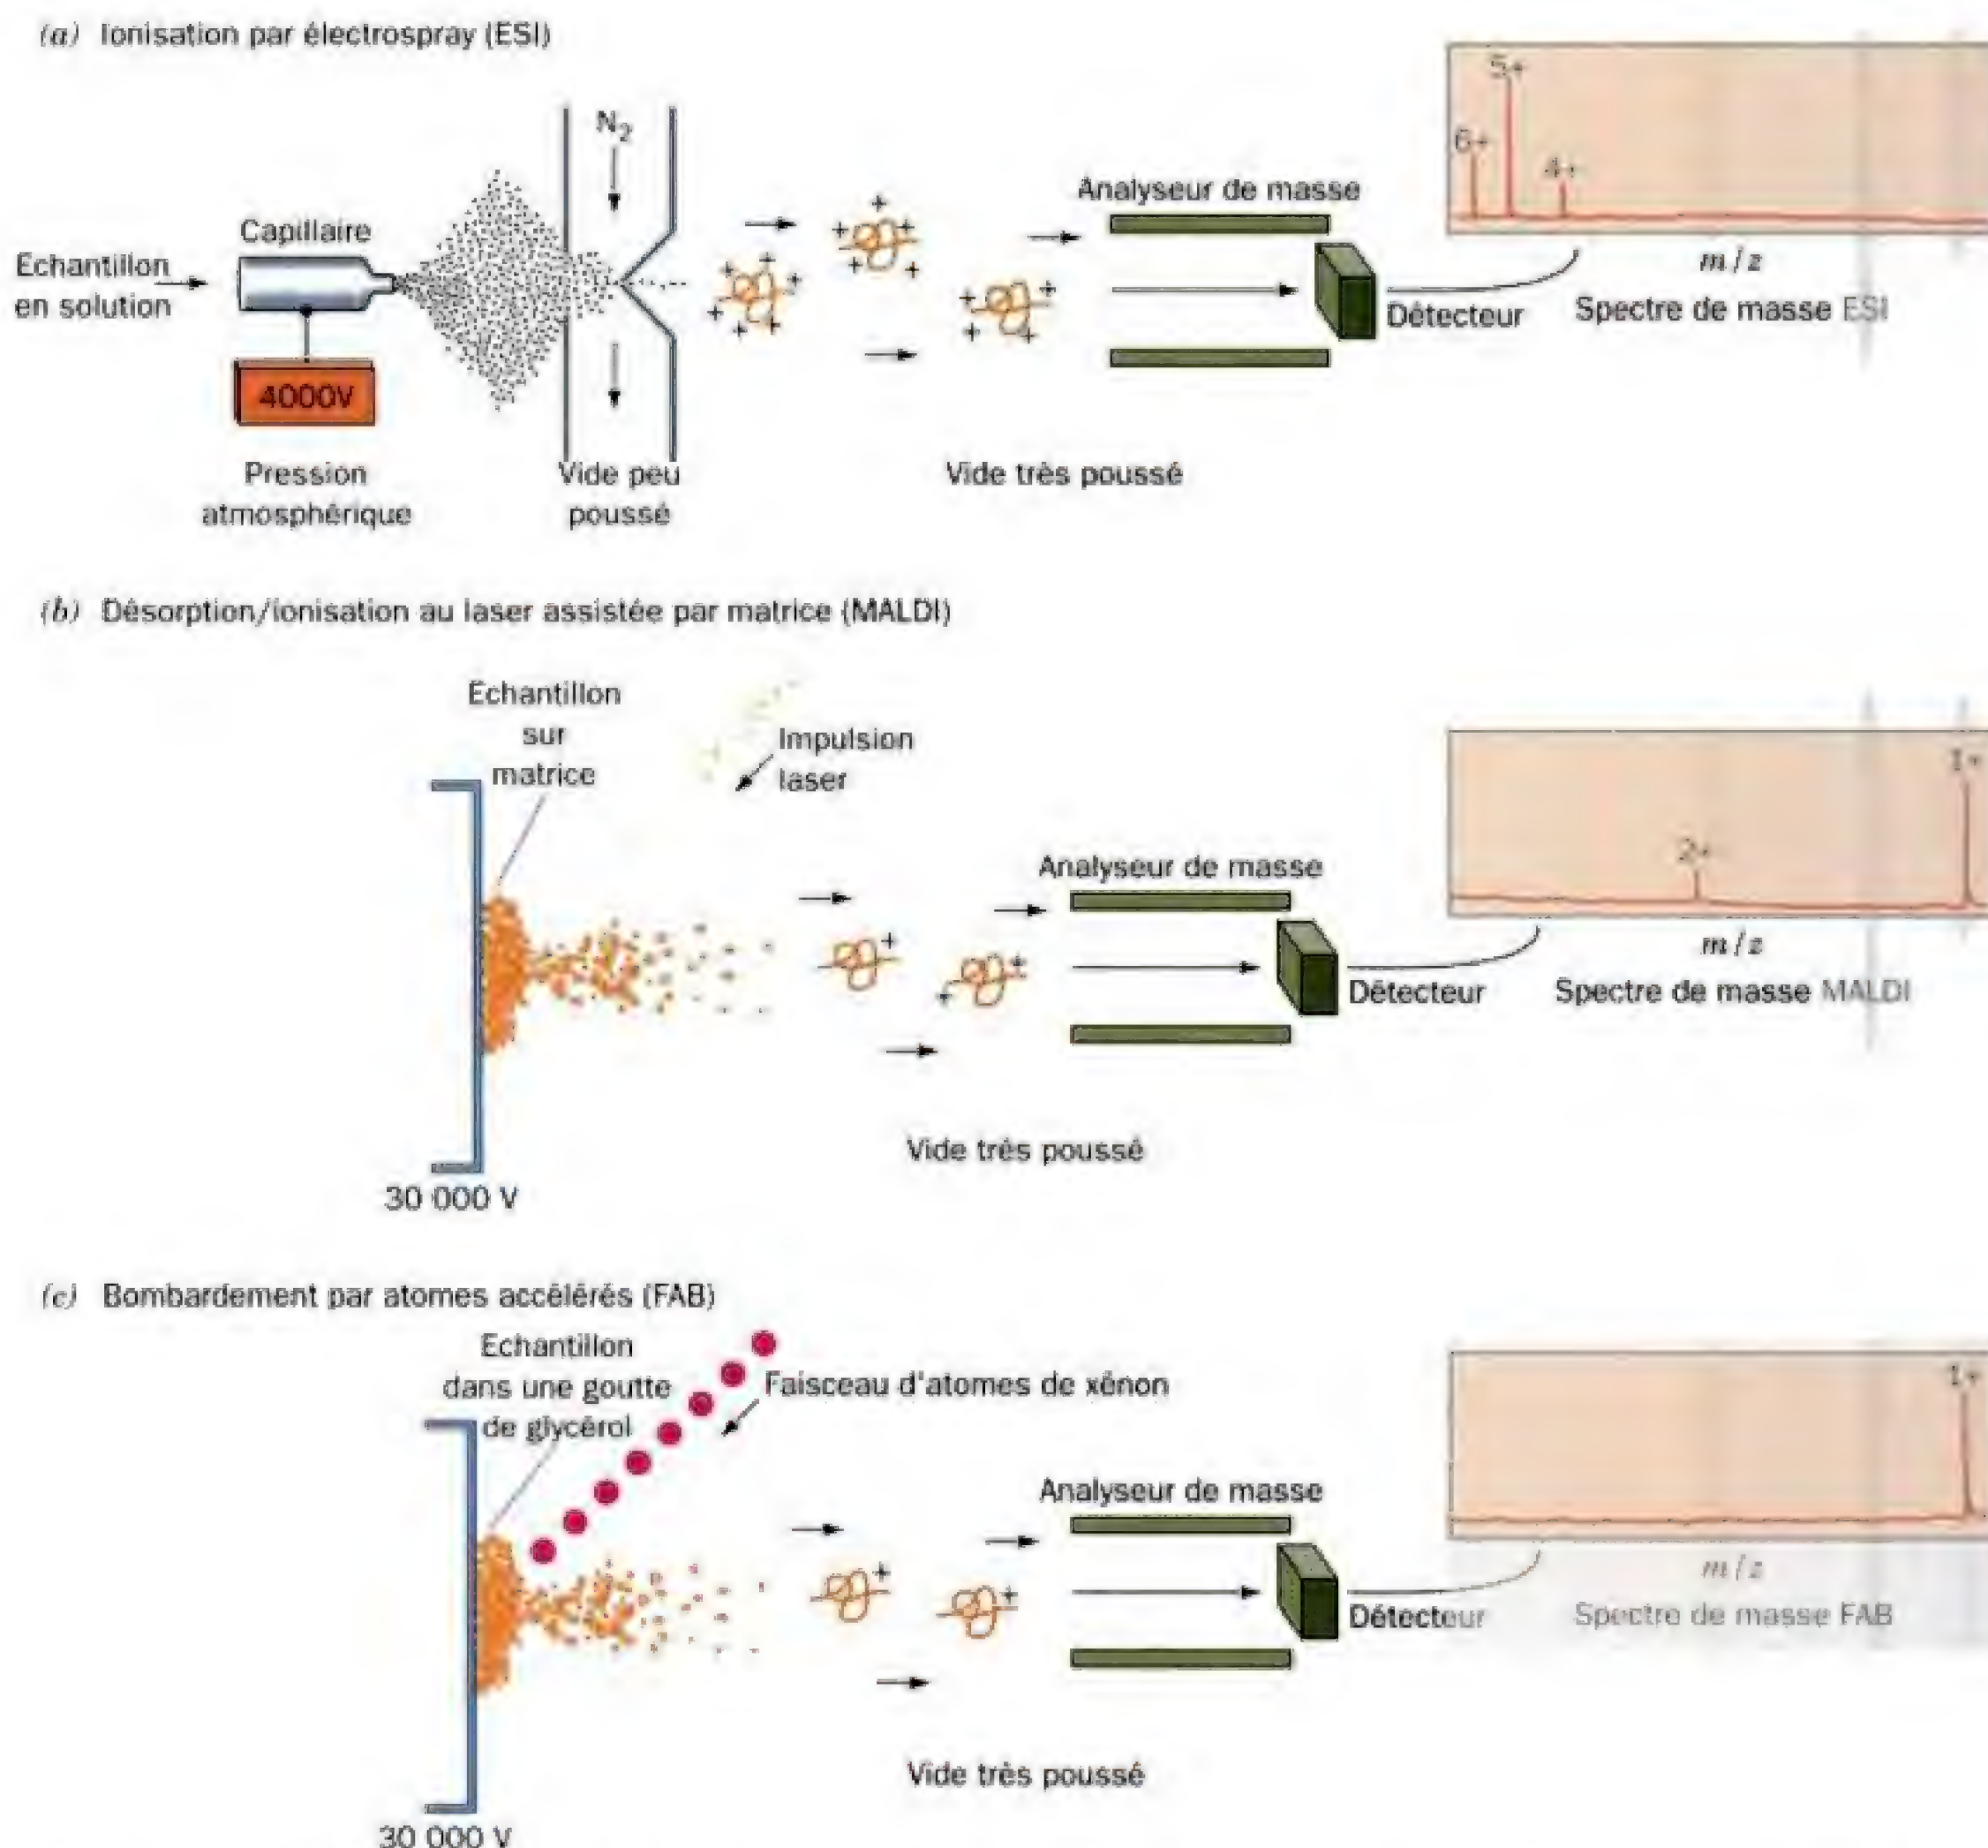 (a) Ionisation par électrospray (ESI)
Echantillon
en solution
Capillaire
4000V
Pression
atmosphérique
N2
Vide peu
poussé
Vide très poussé
Analyseur de masse
Détecteur
6+
5+
4+
m/z
Spectre de masse ESI
(b) Désorption/ionisation au laser assistée par matrice (MALDI)
Echantillon
sur
matrice
Impulsion
laser
30 000 V
Analyseur de masse
Détecteur
Vide très poussé
2+
1+
m/z
Spectre de masse MALDI
(c) Bombardement par atomes accélérés (FAB)
Echantillon
dans une goutte
de glycérol
Faisceau d'atomes de xénon
30 000 V
Analyseur de masse
Détecteur
Vide très poussé
1+
m/z
Spectre de masse FAB